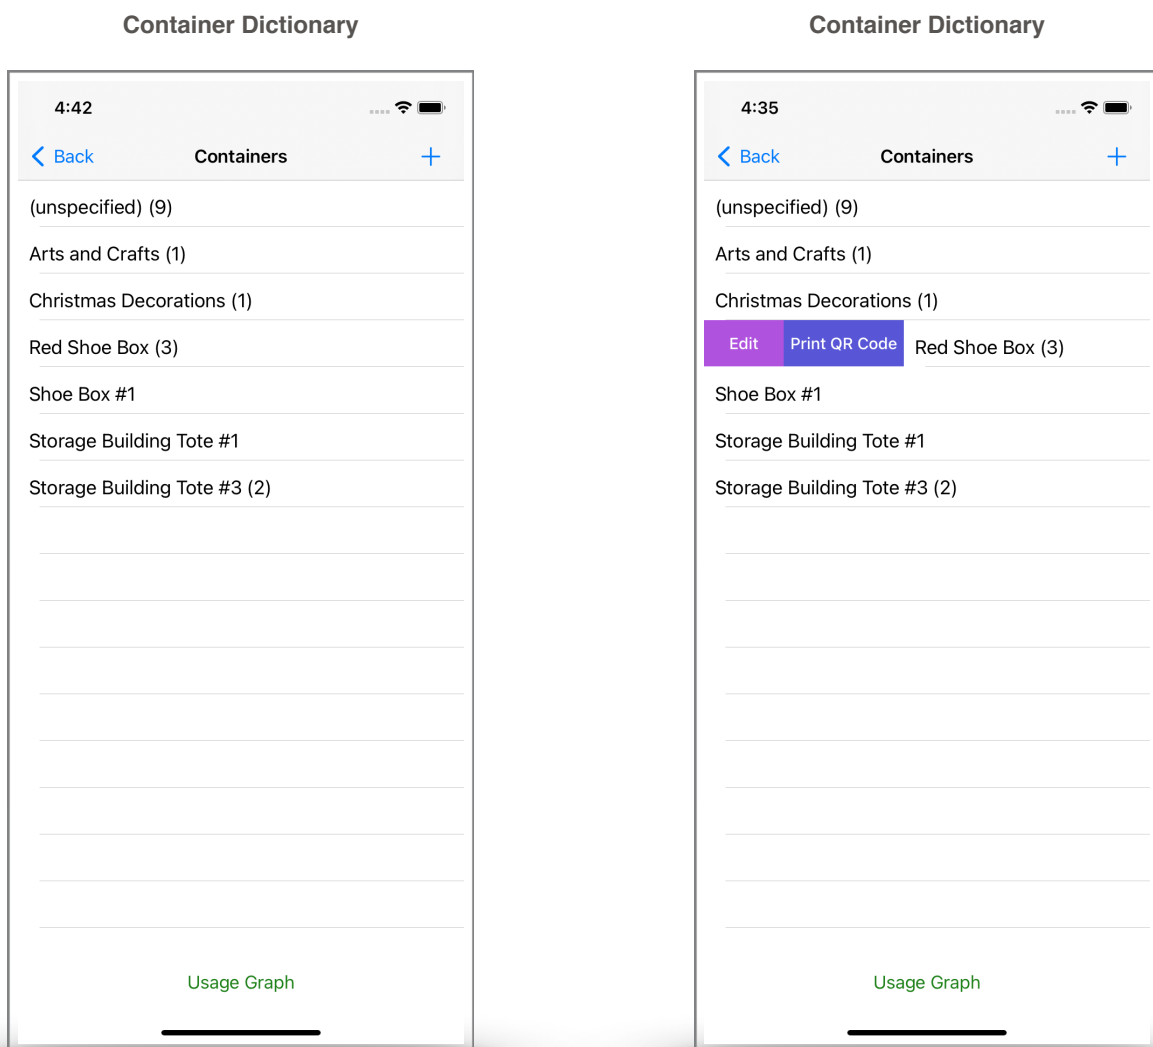 Container Dictionary
4:42
Back Containers +
(unspecified) (9)
Arts and Crafts (1)
Christmas Decorations (1)
Red Shoe Box (3)
Shoe Box #1
Storage Building Tote #1
Storage Building Tote #3 (2)
Usage Graph
Container Dictionary
4:35
Back Containers +
(unspecified) (9)
Arts and Crafts (1)
Christmas Decorations (1)
Edit Print QR Code Red Shoe Box (3)
Shoe Box #1
Storage Building Tote #1
Storage Building Tote #3 (2)
Usage Graph